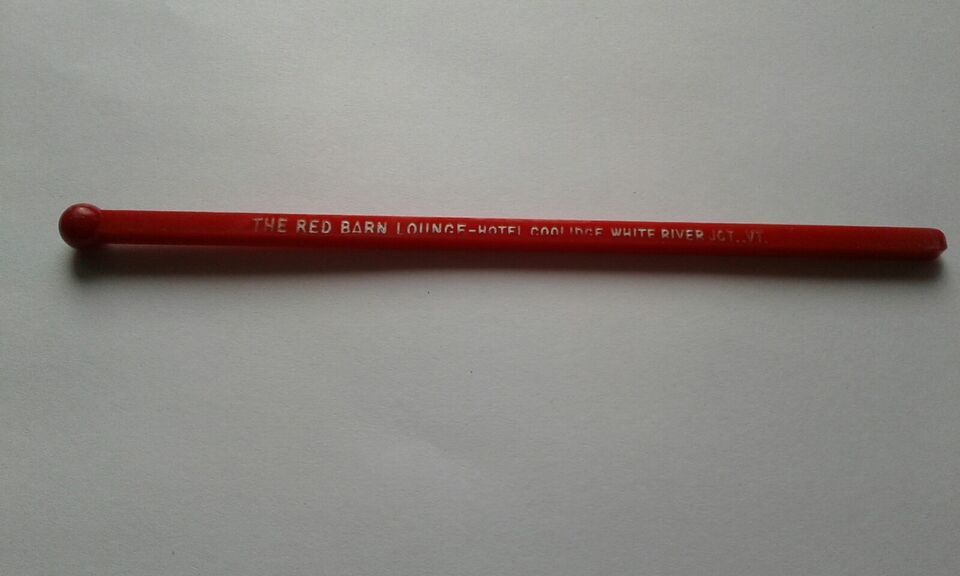 THE RED BARN LOUNGE-HOTEL COOLIDGE WHITE RIVER JCT., VT.